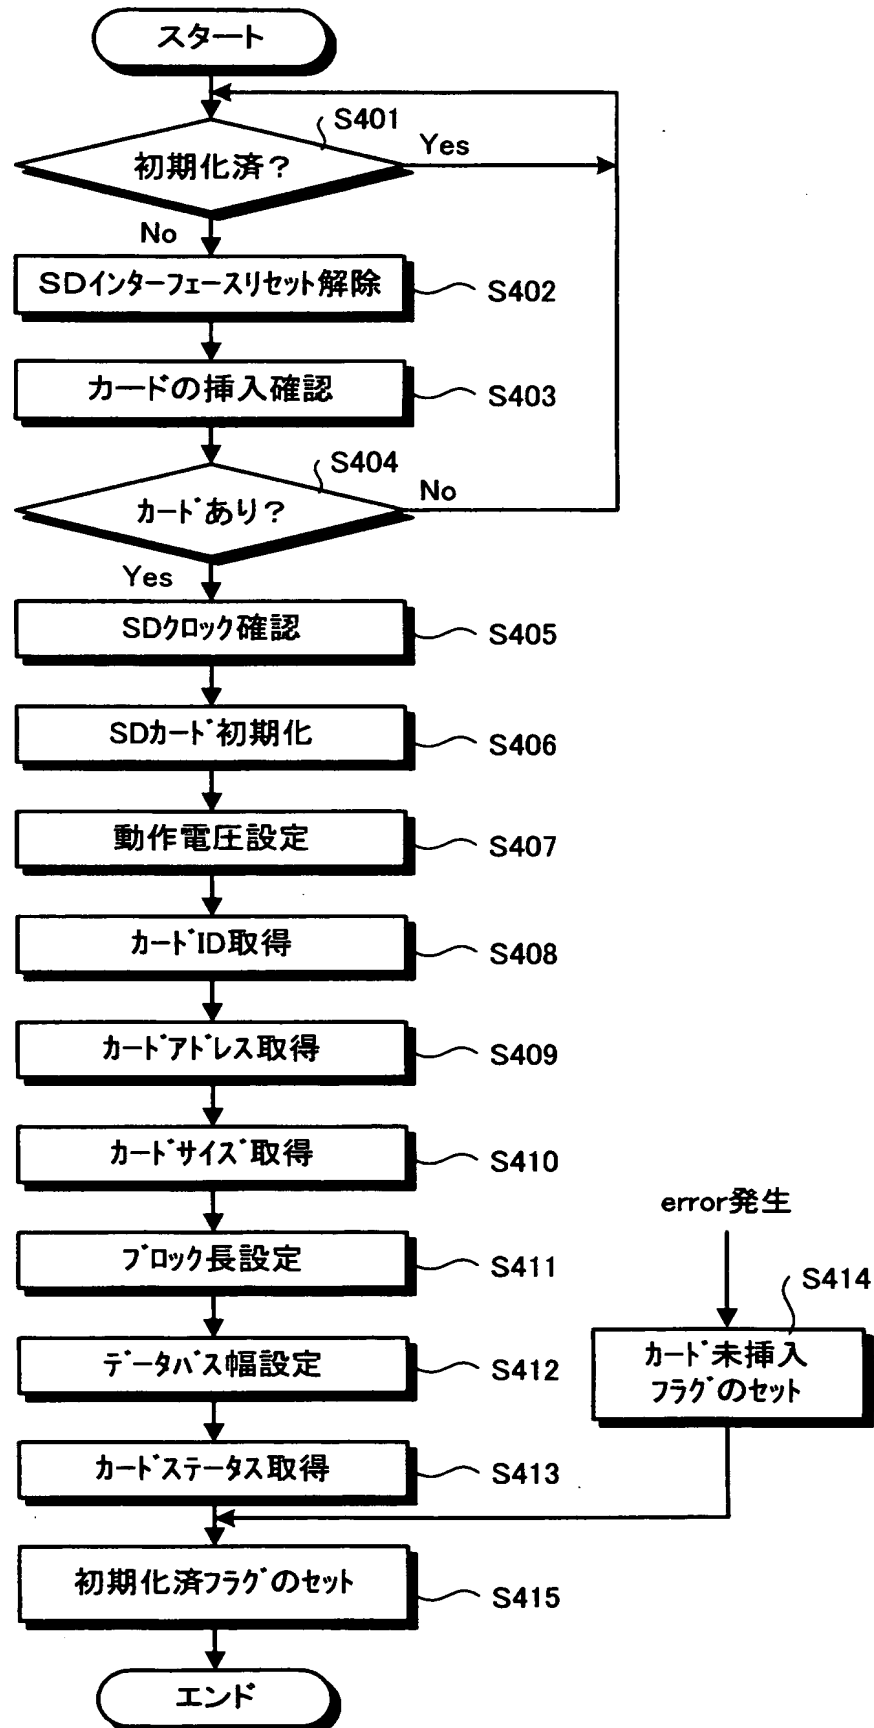 スタート
S401
初期化済？
Yes
No
SDインターフェースリセット解除
S402
カードの挿入確認
S403
S404
カードあり？
No
Yes
SDクロック確認
S405
SDカード初期化
S406
動作電圧設定
S407
カードID取得
S408
カードアドレス取得
S409
カードサイズ取得
S410
error発生
ブロック長設定
S411
S414
カード未挿入
フラグのセット
データバス幅設定
S412
カードステータス取得
S413
初期化済フラグのセット
S415
エンド